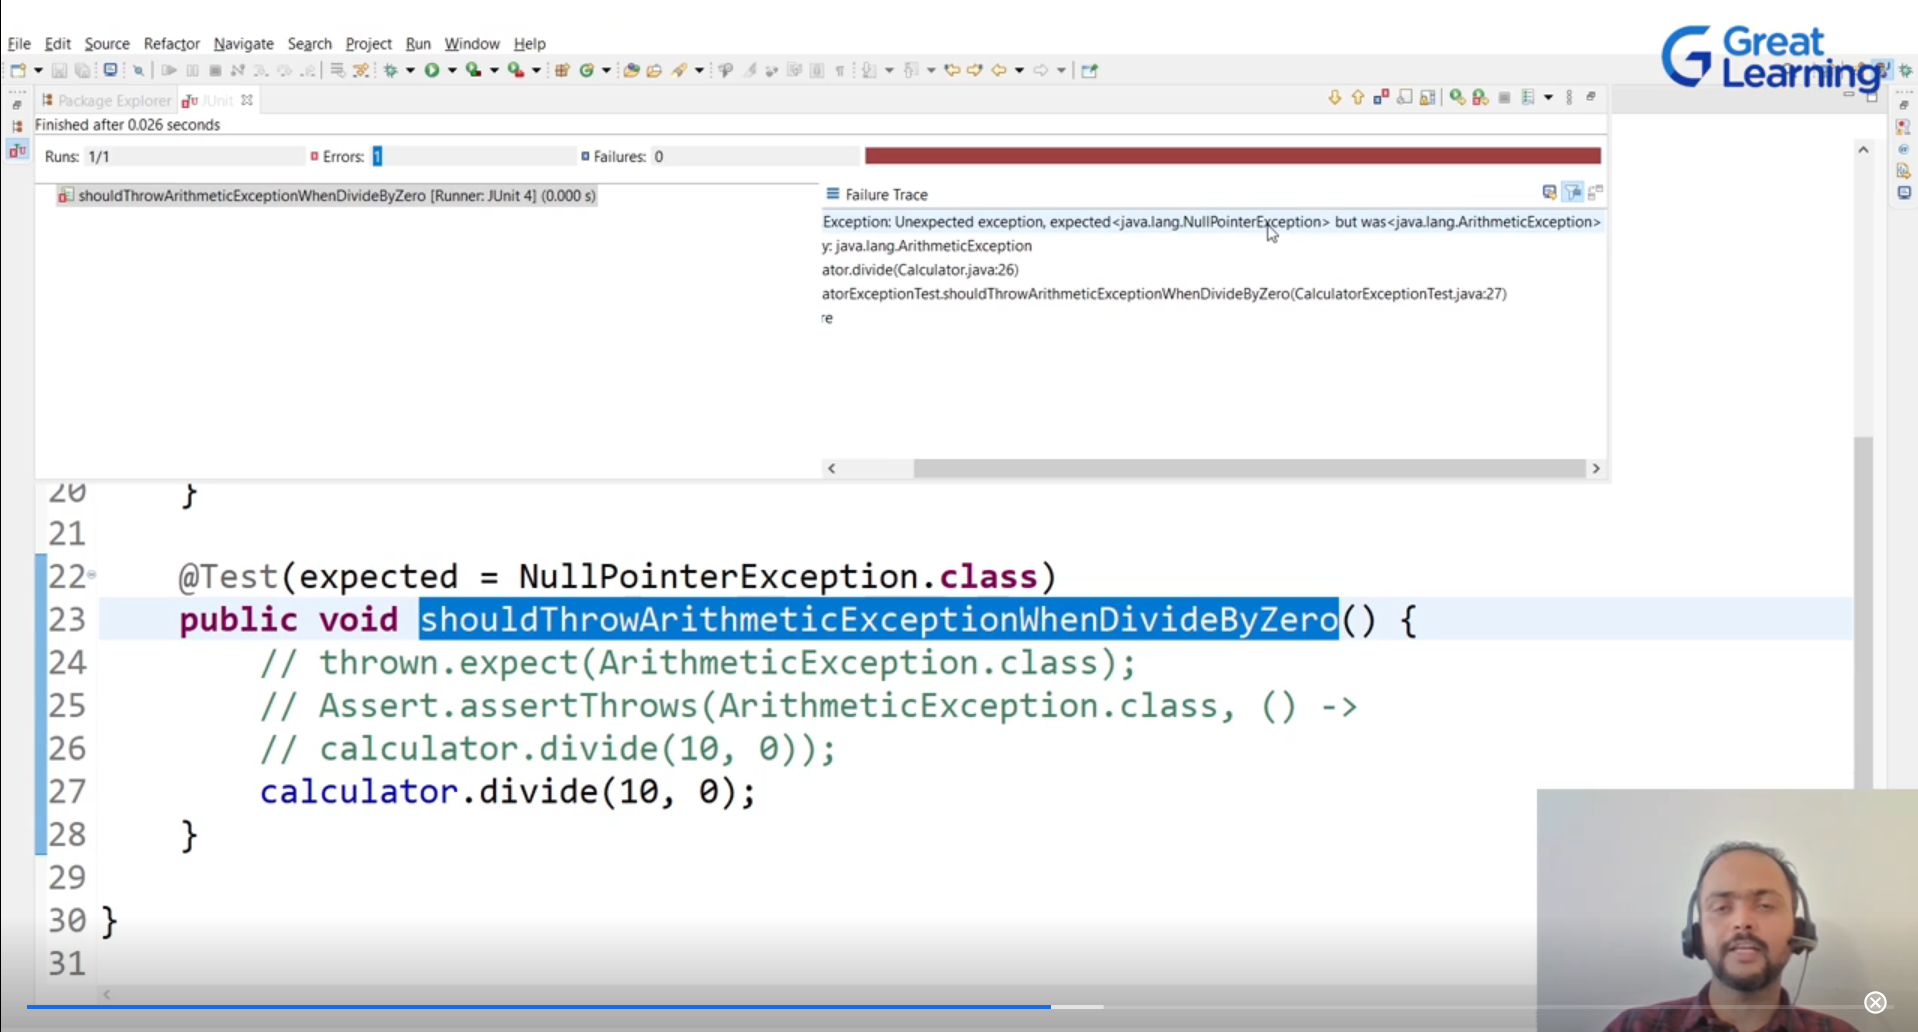 Great
Learning
File Edit Source Refactor Navigate Search Project Run Window Help
Package Explorer JUnit
Finished after 0.026 seconds
Runs: 1/1 Errors: 1 Failures: 0
shouldThrowArithmeticExceptionWhenDivideByZero [Runner: JUnit 4] (0.000 s)
Failure Trace
Exception: Unexpected exception, expected<java.lang.NullPointerException> but was<java.lang.ArithmeticException>
y: java.lang.ArithmeticException
ator.divide(Calculator.java:26)
atorExceptionTest.shouldThrowArithmeticExceptionWhenDivideByZero(CalculatorExceptionTest.java:27)
re
20 }
21
22 @Test(expected = NullPointerException.class)
23 public void shouldThrowArithmeticExceptionWhenDivideByZero() {
24 // thrown.expect(ArithmeticException.class);
25 // Assert.assertThrows(ArithmeticException.class, () ->
26 // calculator.divide(10, 0));
27 calculator.divide(10, 0);
28 }
29
30 }
31